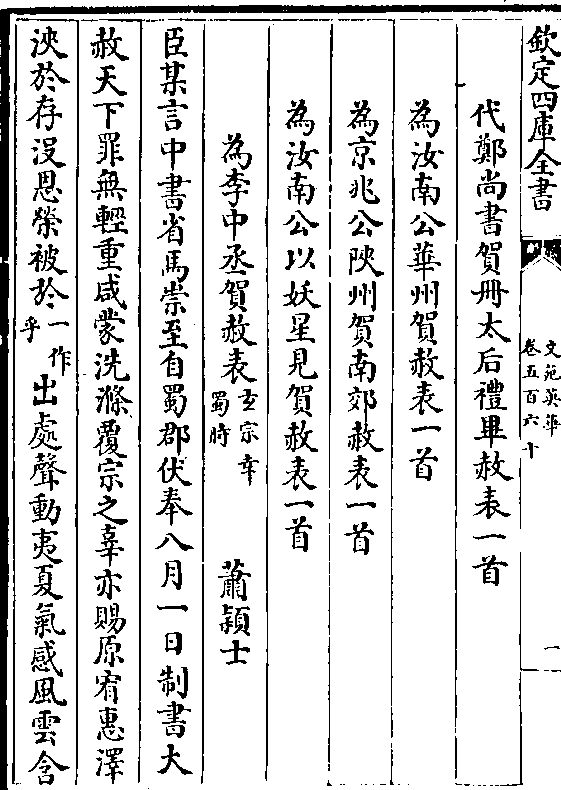 欽定四庫全書
文苑英華
卷五百六十
一
代鄭尚書賀冊太后禮畢赦表一首
為汝南公華州賀赦表一首
為京兆公陝州賀南郊赦表一首
為汝南公以妖星見賀赦表一首
為李中丞賀赦表玄宗幸蜀時 蕭穎士
臣某言中書省馬崇至自蜀郡伏奉八月一日制書大
赦天下罪無輕重咸蒙洗滌覆宗之辜亦賜原宥惠澤
浹於存沒恩榮被於一作乎出處聲動夷夏氣感風雲含